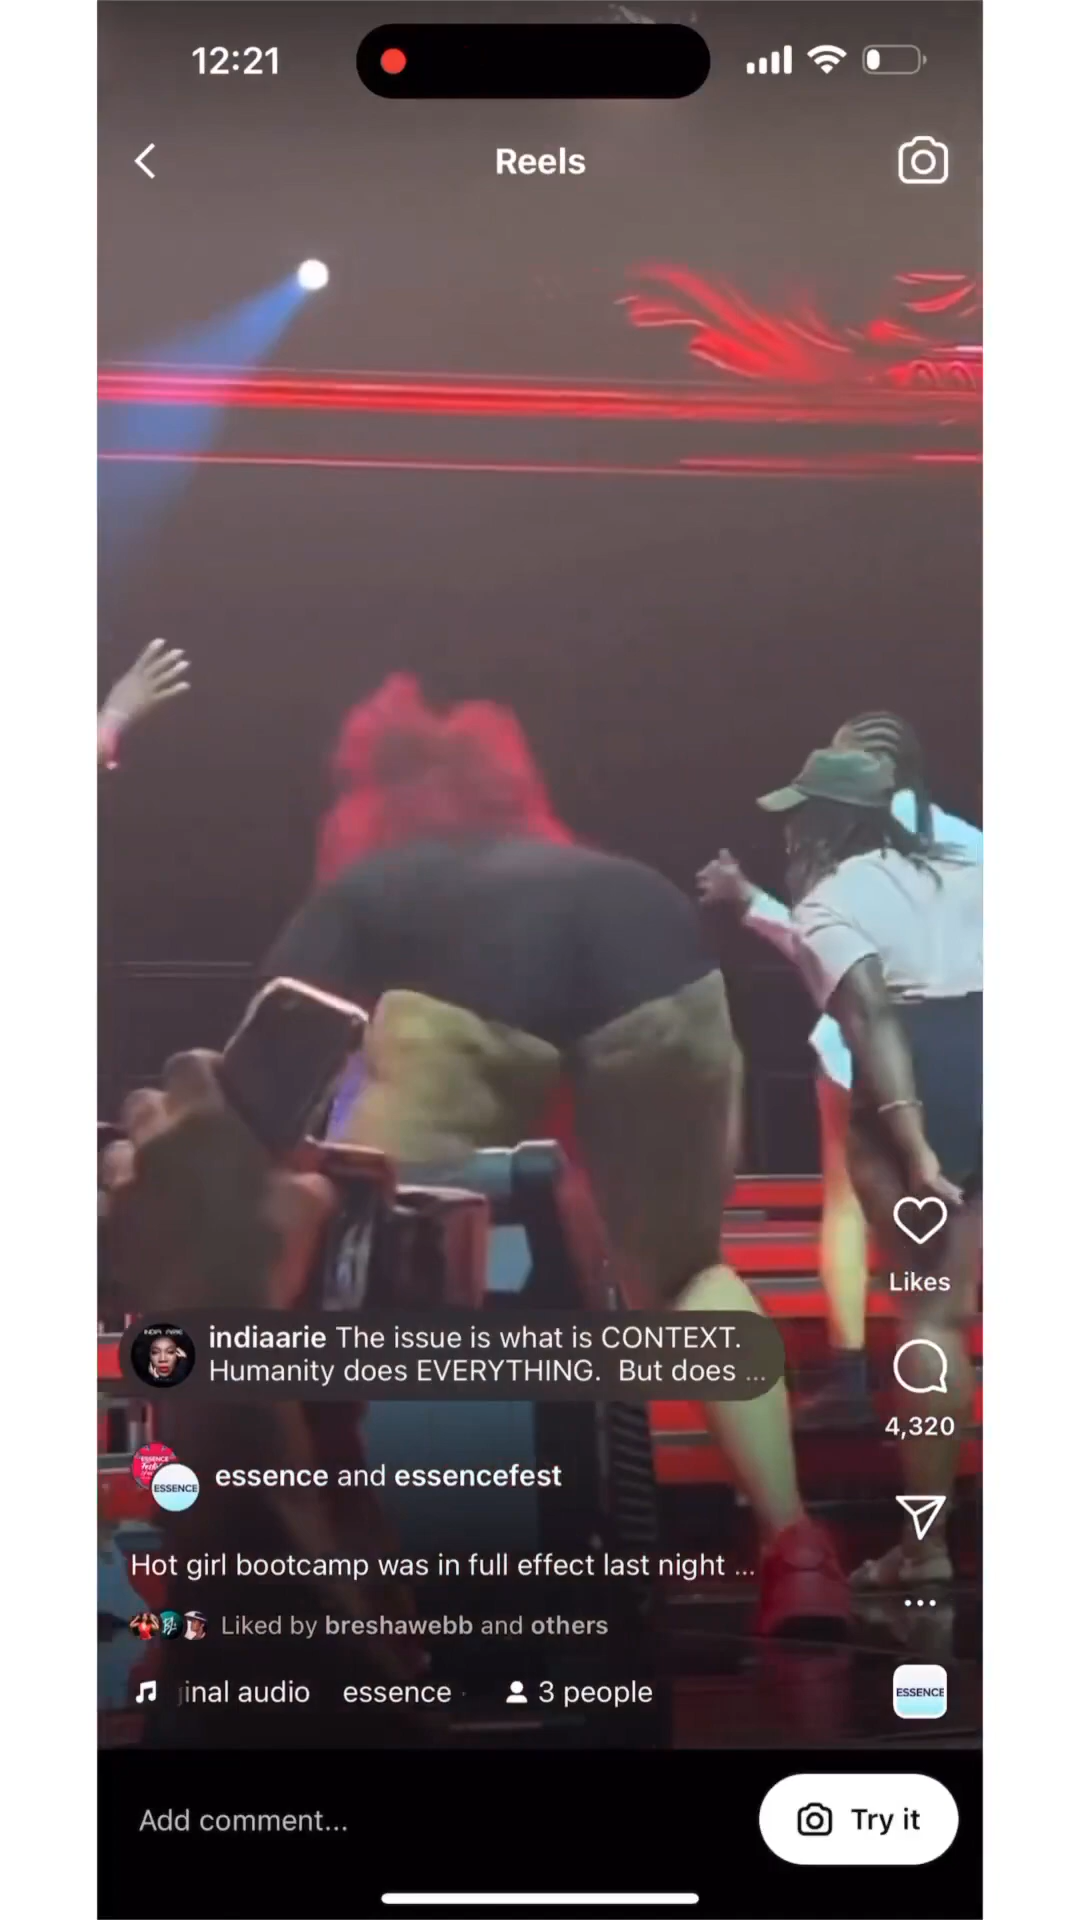 12:21
Reels
indiaarie The issue is what is CONTEXT.
Humanity does EVERYTHING.  But does ...
ESSENCE
ESSENCE
essence and essencefest
Hot girl bootcamp was in full effect last night ...
Liked by breshawebb and others
inal audio essence · 3 people
Likes
4,320
...
ESSENCE
Add comment...
Try it